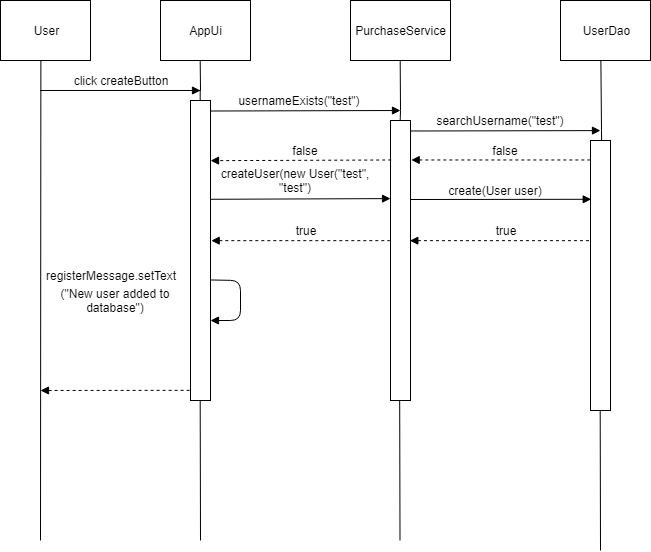 User
AppUi
PurchaseService
UserDao
click createButton
usernameExists("test")
searchUsername("test")
false
false
createUser(new User("test",
"test")
create(User user)
true
true
registerMessage.setText
("New user added to
database")